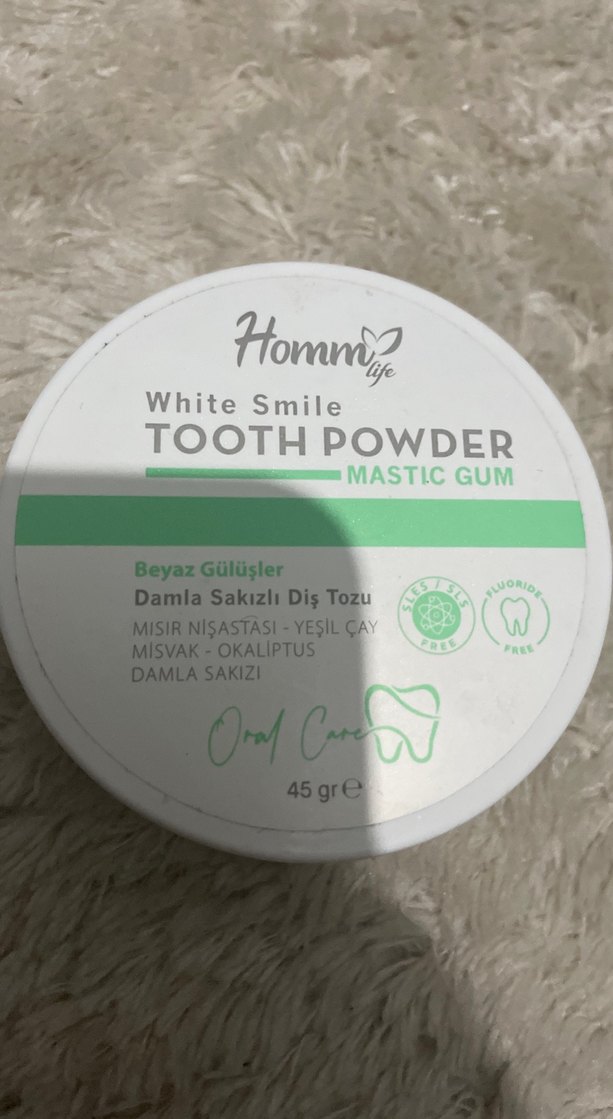 Homm life
White Smile
TOOTH POWDER
MASTIC GUM
Beyaz Gülüşler
Damla Sakızlı Diş Tozu
MISIR NİŞASTASI - YEŞİL ÇAY
MİSVAK - OKALİPTUS
DAMLA SAKIZI
SLES / SLS FREE
FLUORIDE FREE
Oral Care
45 gr ℮